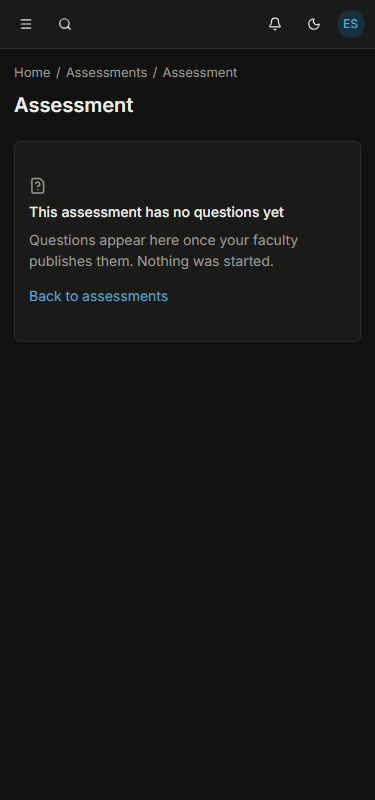 ES
Home / Assessments / Assessment
Assessment
This assessment has no questions yet
Questions appear here once your faculty
publishes them. Nothing was started.
Back to assessments